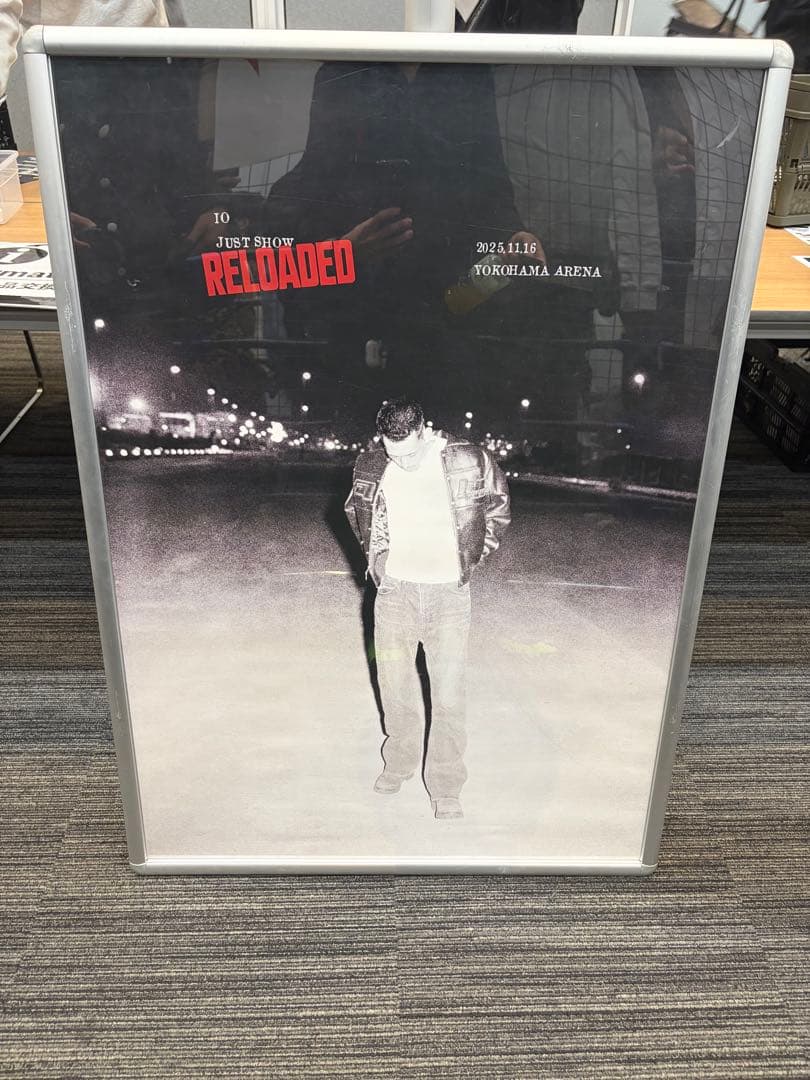 IO
JUST SHOW
RELOADED
2025.11.16
YOKOHAMA ARENA